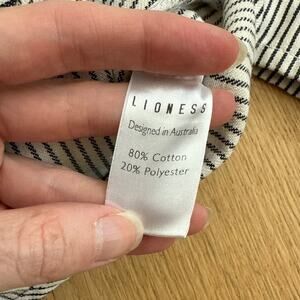 LIONESS
Designed in Australia
80% Cotton
20% Polyester